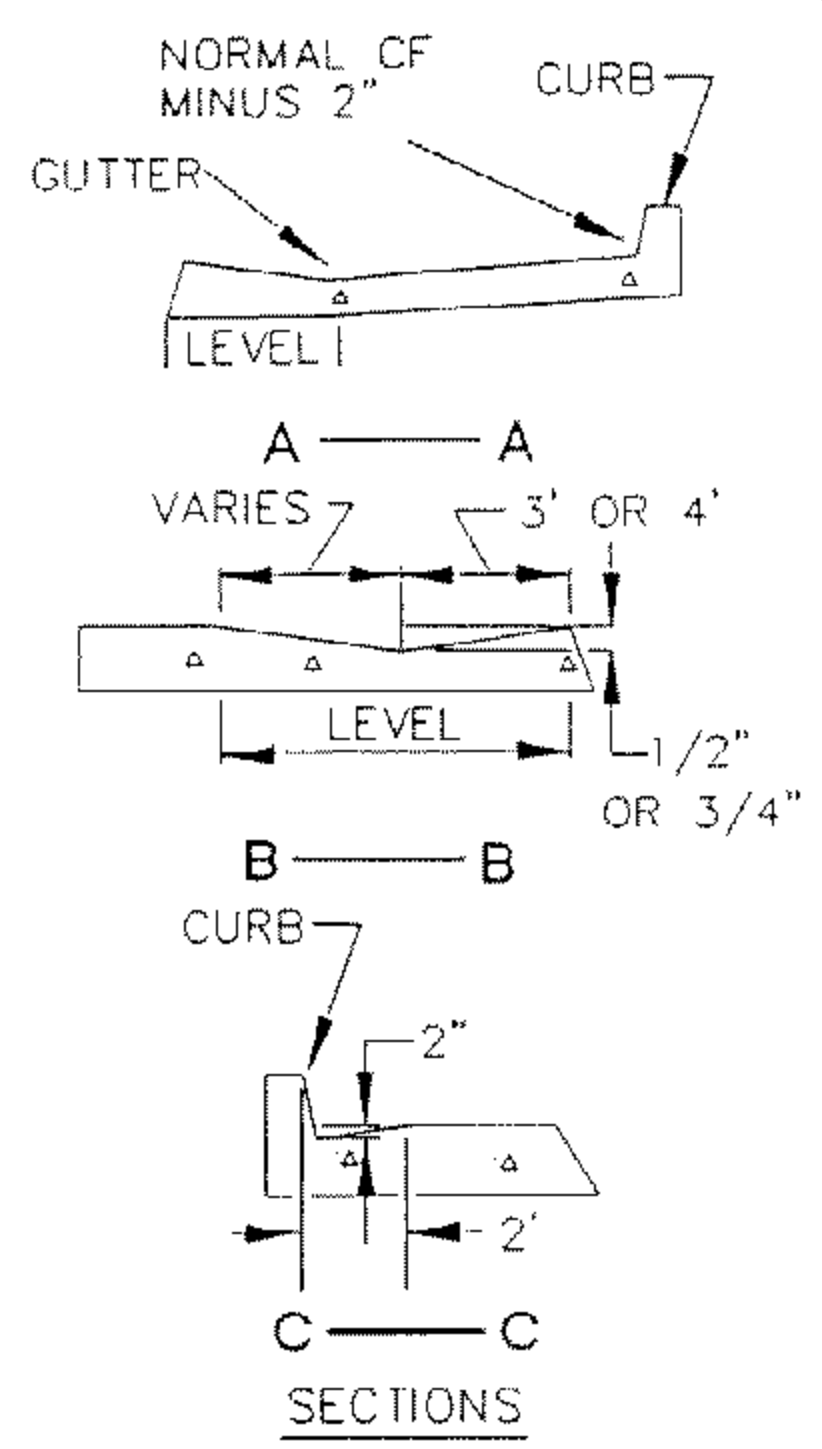 NORMAL CF
MINUS 2"
CURB
GUTTER
LEVEL
A A
VARIES
3' OR 4'
LEVEL
1/2"
OR 3/4"
B B
CURB
2"
2'
C C
SECTIONS